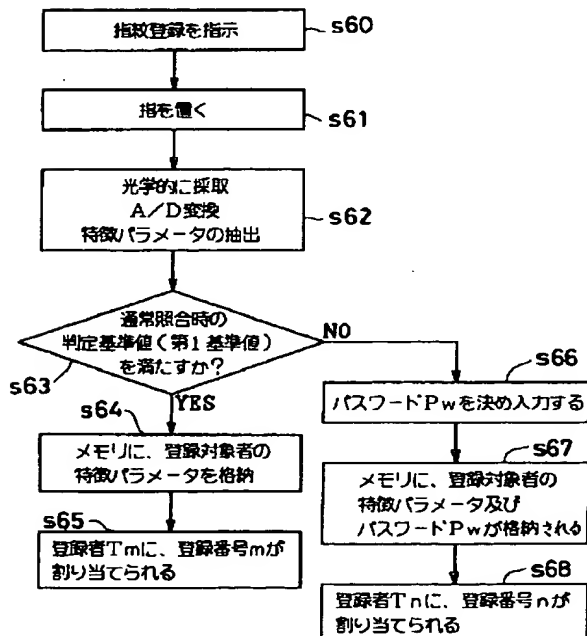 指紋登録を指示
s60
指を置く
s61
光学的に採取
A/D変換
特徴パラメータの抽出
s62
通常照合時の
判定基準値(第1基準値)
を満たすか?
s63
NO
YES
s64
メモリに、登録対象者の
特徴パラメータを格納
s65
登録者Tmに、登録番号mが
割り当てられる
s66
パスワードPwを決め入力する
s67
メモリに、登録対象者の
特徴パラメータ及び
パスワードPwが格納される
s68
登録者Tnに、登録番号nが
割り当てられる